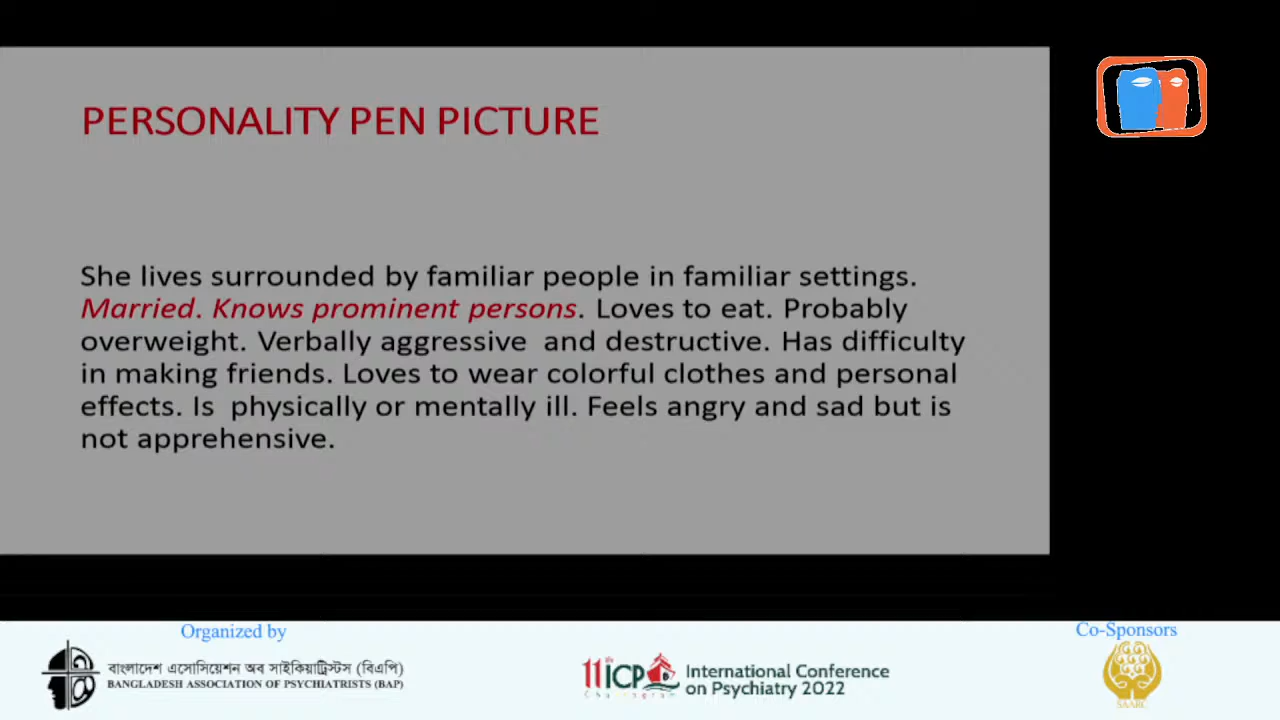 PERSONALITY PEN PICTURE
She lives surrounded by familiar people in familiar settings.
Married. Knows prominent persons. Loves to eat. Probably
overweight. Verbally aggressive and destructive. Has difficulty
in making friends. Loves to wear colorful clothes and personal
effects. Is physically or mentally ill. Feels angry and sad but is
not apprehensive.
Organized by
বাংলাদেশ এসোসিয়েশন অব সাইকিয়াট্রিস্টস (বিএপি)
BANGLADESH ASSOCIATION OF PSYCHIATRISTS (BAP)
11 ICP
International Conference
on Psychiatry 2022
Co-Sponsors
SAARC